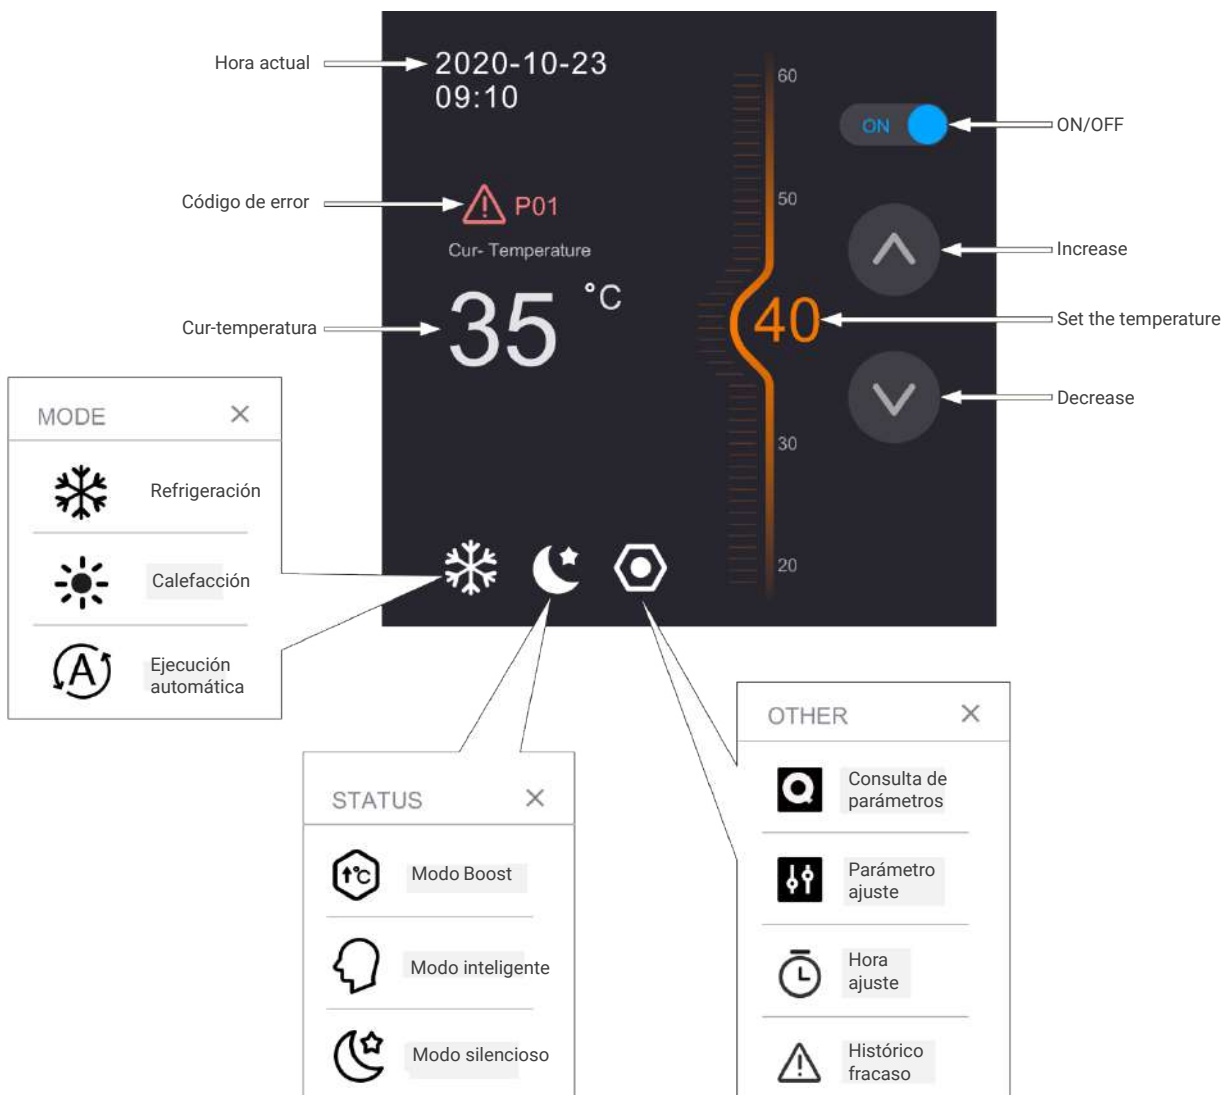 Hora actual
2020-10-23
09:10
60
ON
ON/OFF
Código de error
P01
50
Cur- Temperature
Increase
35 °C
Cur-temperatura
40
Set the temperature
Decrease
30
20
MODE
Refrigeración
Calefacción
Ejecución
automática
STATUS
Modo Boost
Modo inteligente
Modo silencioso
OTHER
Consulta de
parámetros
Parámetro
ajuste
Hora
ajuste
Histórico
fracaso